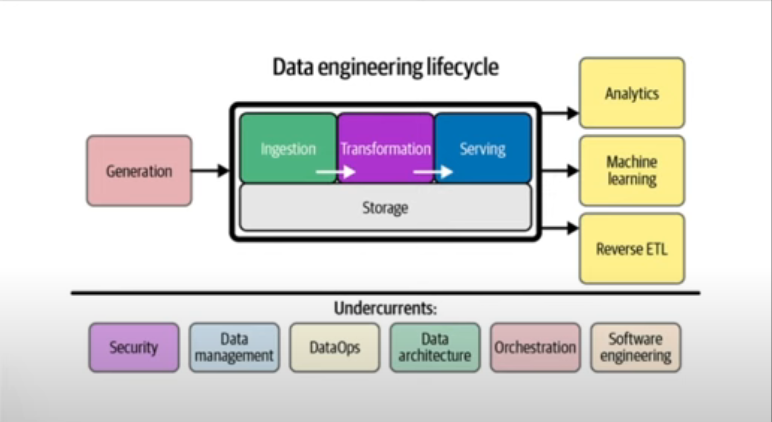 Data engineering lifecycle
Generation
Ingestion
Transformation
Serving
Storage
Analytics
Machine
learning
Reverse ETL
Undercurrents:
Security
Data
management
DataOps
Data
architecture
Orchestration
Software
engineering